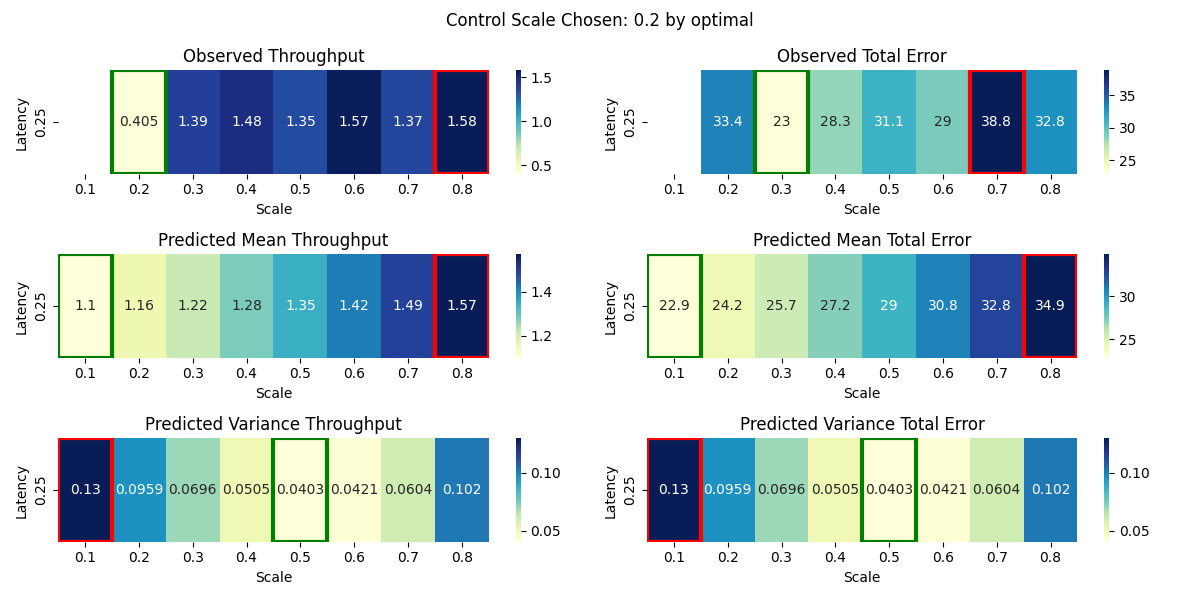 Control Scale Chosen: 0.2 by optimal
Observed Throughput
Latency
0.25
0.405 1.39 1.48 1.35 1.57 1.37 1.58
0.1 0.2 0.3 0.4 0.5 0.6 0.7 0.8
Scale
1.5
1.0
0.5
Observed Total Error
Latency
0.25
33.4 23 28.3 31.1 29 38.8 32.8
0.1 0.2 0.3 0.4 0.5 0.6 0.7 0.8
Scale
35
30
25
Predicted Mean Throughput
Latency
0.25
1.1 1.16 1.22 1.28 1.35 1.42 1.49 1.57
0.1 0.2 0.3 0.4 0.5 0.6 0.7 0.8
Scale
1.4
1.2
Predicted Mean Total Error
Latency
0.25
22.9 24.2 25.7 27.2 29 30.8 32.8 34.9
0.1 0.2 0.3 0.4 0.5 0.6 0.7 0.8
Scale
30
25
Predicted Variance Throughput
Latency
0.25
0.13 0.0959 0.0696 0.0505 0.0403 0.0421 0.0604 0.102
0.1 0.2 0.3 0.4 0.5 0.6 0.7 0.8
Scale
0.10
0.05
Predicted Variance Total Error
Latency
0.25
0.13 0.0959 0.0696 0.0505 0.0403 0.0421 0.0604 0.102
0.1 0.2 0.3 0.4 0.5 0.6 0.7 0.8
Scale
0.10
0.05